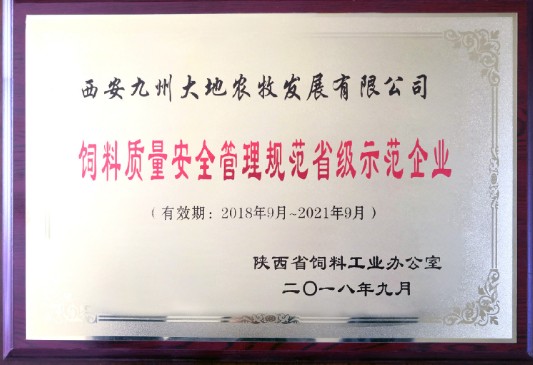 西安九州大地农牧发展有限公司
饲料质量安全管理规范省级示范企业
（有效期：2018年9月~2021年9月）
陕西省饲料工业办公室
二〇一八年九月